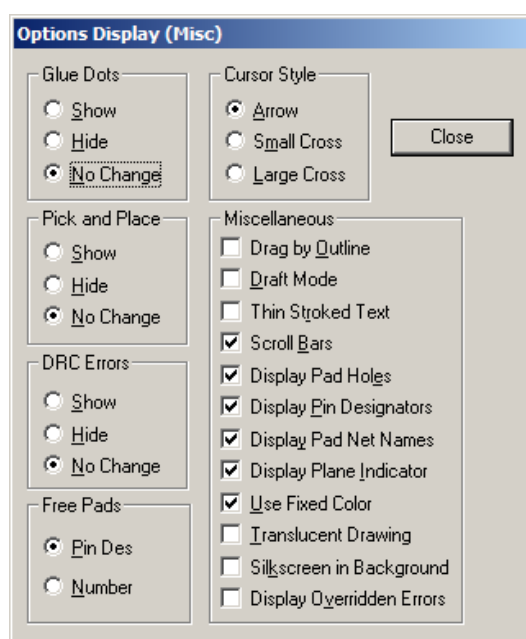 Options Display (Misc)
Glue Dots
Show
Hide
No Change
Cursor Style
Arrow
Small Cross
Large Cross
Close
Pick and Place
Show
Hide
No Change
DRC Errors
Show
Hide
No Change
Free Pads
Pin Des
Number
Miscellaneous
Drag by Outline
Draft Mode
Thin Stroked Text
Scroll Bars
Display Pad Holes
Display Pin Designators
Display Pad Net Names
Display Plane Indicator
Use Fixed Color
Translucent Drawing
Silkscreen in Background
Display Overridden Errors